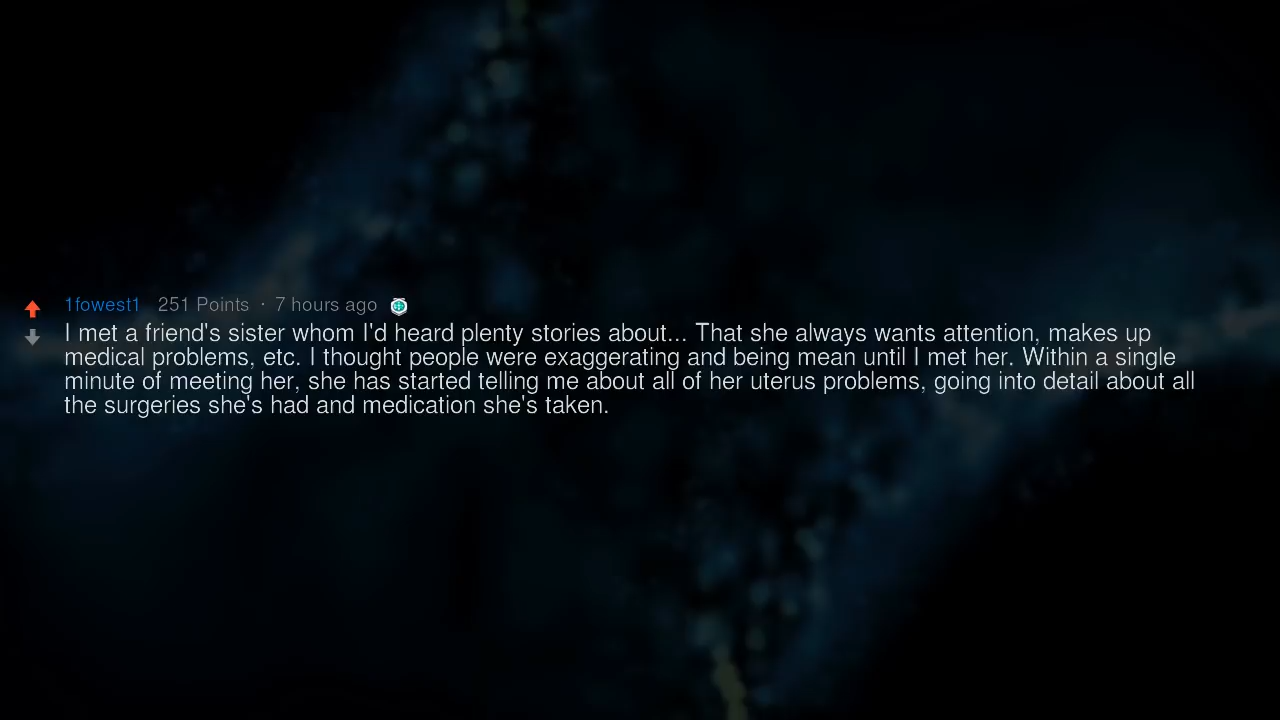 1fowest1 251 Points · 7 hours ago
I met a friend's sister whom I'd heard plenty stories about... That she always wants attention, makes up
medical problems, etc. I thought people were exaggerating and being mean until I met her. Within a single
minute of meeting her, she has started telling me about all of her uterus problems, going into detail about all
the surgeries she's had and medication she's taken.